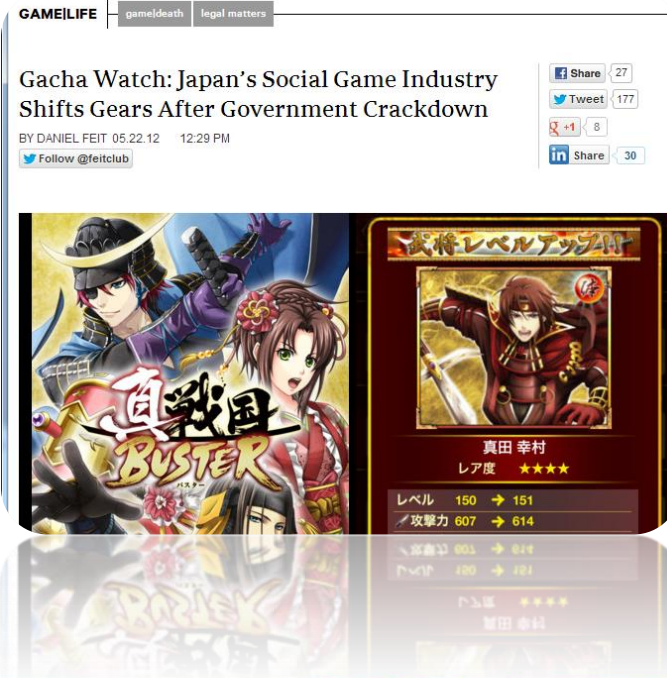 GAME|LIFE
game|death
legal matters
Gacha Watch: Japan's Social Game Industry
Shifts Gears After Government Crackdown
BY DANIEL FEIT 05.22.12 12:29 PM
Follow @feitclub
Share 27
Tweet 177
+1 8
in Share 30
真戦国
BUSTER
バスター
武将レベルアップ!!
真田 幸村
レア度 ★★★★
レベル 150 → 151
攻撃力 607 → 614